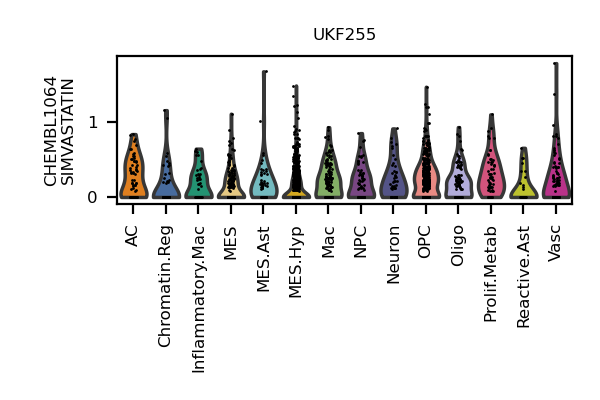 UKF255
CHEMBL1064
SIMVASTATIN
1
0
AC
Chromatin.Reg
Inflammatory.Mac
MES
MES.Ast
MES.Hyp
Mac
NPC
Neuron
OPC
Oligo
Prolif.Metab
Reactive.Ast
Vasc